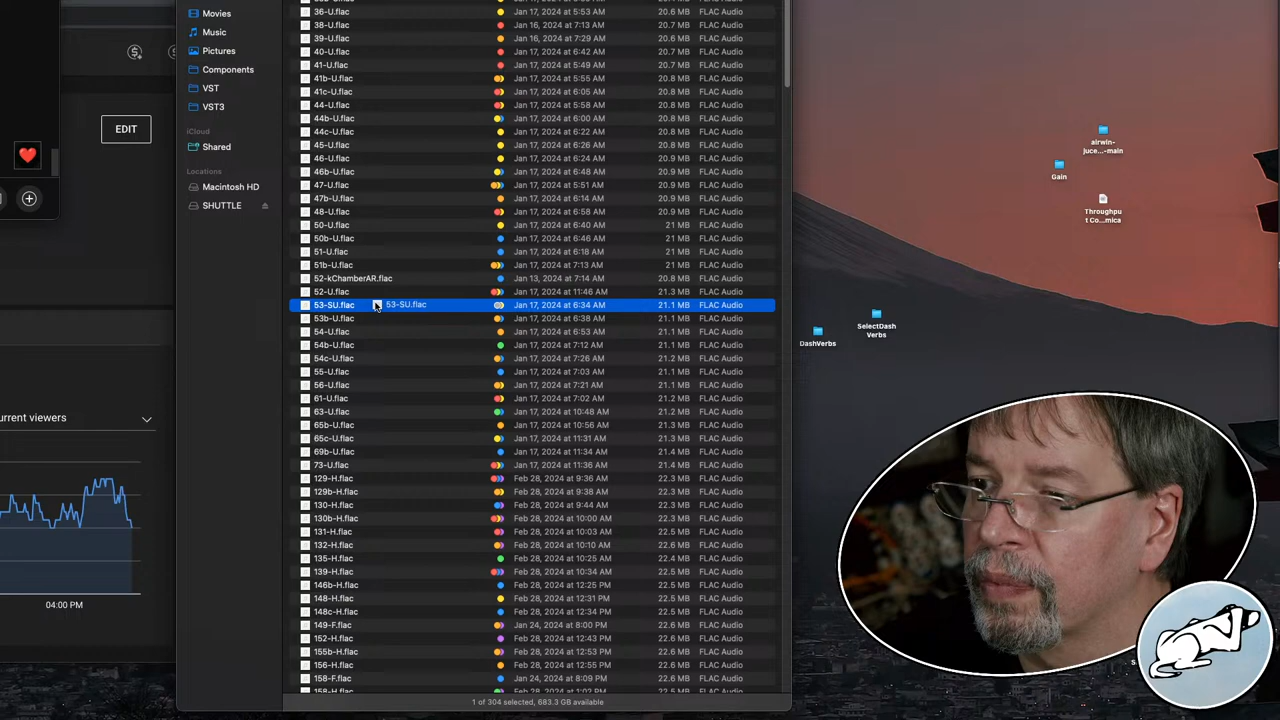 Movies
Music
Pictures
Components
VST
VST3
iCloud
Shared
Locations
Macintosh HD
SHUTTLE
EDIT
urrent viewers
04:00 PM
36-U.flac Jan 17, 2024 at 5:53 AM 20.6 MB FLAC Audio
38-U.flac Jan 16, 2024 at 7:13 AM 20.7 MB FLAC Audio
39-U.flac Jan 16, 2024 at 7:29 AM 20.6 MB FLAC Audio
40-U.flac Jan 17, 2024 at 6:42 AM 20.7 MB FLAC Audio
41-U.flac Jan 17, 2024 at 5:49 AM 20.7 MB FLAC Audio
41b-U.flac Jan 17, 2024 at 5:55 AM 20.8 MB FLAC Audio
41c-U.flac Jan 17, 2024 at 6:05 AM 20.8 MB FLAC Audio
44-U.flac Jan 17, 2024 at 5:58 AM 20.8 MB FLAC Audio
44b-U.flac Jan 17, 2024 at 6:00 AM 20.8 MB FLAC Audio
44c-U.flac Jan 17, 2024 at 6:22 AM 20.8 MB FLAC Audio
45-U.flac Jan 17, 2024 at 6:26 AM 20.8 MB FLAC Audio
46-U.flac Jan 17, 2024 at 6:24 AM 20.9 MB FLAC Audio
46b-U.flac Jan 17, 2024 at 6:48 AM 20.9 MB FLAC Audio
47-U.flac Jan 17, 2024 at 5:51 AM 20.9 MB FLAC Audio
47b-U.flac Jan 17, 2024 at 6:14 AM 20.9 MB FLAC Audio
48-U.flac Jan 17, 2024 at 6:58 AM 20.9 MB FLAC Audio
50-U.flac Jan 17, 2024 at 6:40 AM 21 MB FLAC Audio
50b-U.flac Jan 17, 2024 at 6:46 AM 21 MB FLAC Audio
51-U.flac Jan 17, 2024 at 6:18 AM 21 MB FLAC Audio
51b-U.flac Jan 17, 2024 at 7:13 AM 21 MB FLAC Audio
52-kChamberAR.flac Jan 13, 2024 at 7:14 AM 20.8 MB FLAC Audio
52-U.flac Jan 17, 2024 at 11:46 AM 21.3 MB FLAC Audio
53-SU.flac 53-SU.flac Jan 17, 2024 at 6:34 AM 21.1 MB FLAC Audio
53b-U.flac Jan 17, 2024 at 6:38 AM 21.1 MB FLAC Audio
54-U.flac Jan 17, 2024 at 6:53 AM 21.1 MB FLAC Audio
54b-U.flac Jan 17, 2024 at 7:12 AM 21.1 MB FLAC Audio
54c-U.flac Jan 17, 2024 at 7:26 AM 21.2 MB FLAC Audio
55-U.flac Jan 17, 2024 at 7:03 AM 21.1 MB FLAC Audio
56-U.flac Jan 17, 2024 at 7:21 AM 21.1 MB FLAC Audio
61-U.flac Jan 17, 2024 at 7:02 AM 21.2 MB FLAC Audio
63-U.flac Jan 17, 2024 at 10:48 AM 21.2 MB FLAC Audio
65b-U.flac Jan 17, 2024 at 10:56 AM 21.3 MB FLAC Audio
65c-U.flac Jan 17, 2024 at 11:31 AM 21.3 MB FLAC Audio
69b-U.flac Jan 17, 2024 at 11:34 AM 21.4 MB FLAC Audio
73-U.flac Jan 17, 2024 at 11:36 AM 21.4 MB FLAC Audio
129-H.flac Feb 28, 2024 at 9:36 AM 22.3 MB FLAC Audio
129b-H.flac Feb 28, 2024 at 9:38 AM 22.3 MB FLAC Audio
130-H.flac Feb 28, 2024 at 9:44 AM 22.3 MB FLAC Audio
130b-H.flac Feb 28, 2024 at 10:00 AM 22.3 MB FLAC Audio
131-H.flac Feb 28, 2024 at 10:03 AM 22.5 MB FLAC Audio
132-H.flac Feb 28, 2024 at 10:10 AM 22.6 MB FLAC Audio
135-H.flac Feb 28, 2024 at 10:25 AM 22.5 MB FLAC Audio
139-H.flac Feb 28, 2024 at 10:34 AM 22.5 MB FLAC Audio
146b-H.flac Feb 28, 2024 at 12:25 PM 22.5 MB FLAC Audio
148-H.flac Feb 28, 2024 at 12:31 PM 22.5 MB FLAC Audio
148c-H.flac Feb 28, 2024 at 12:34 PM 22.5 MB FLAC Audio
149-F.flac Jan 24, 2024 at 8:00 PM 22.6 MB FLAC Audio
152-H.flac Feb 28, 2024 at 12:43 PM 22.6 MB FLAC Audio
155b-H.flac Feb 28, 2024 at 12:53 PM 22.6 MB FLAC Audio
156-H.flac Feb 28, 2024 at 12:55 PM 22.6 MB FLAC Audio
158-F.flac Jan 24, 2024 at 8:09 PM 22.6 MB FLAC Audio
158-H.flac Feb 28, 2024 at 1:02 PM 22.6 MB FLAC Audio
1 of 304 selected, 683.3 GB available
airwin-
juce...-main
Gain
Throughpu
t Co...mica
SelectDash
Verbs
DashVerbs